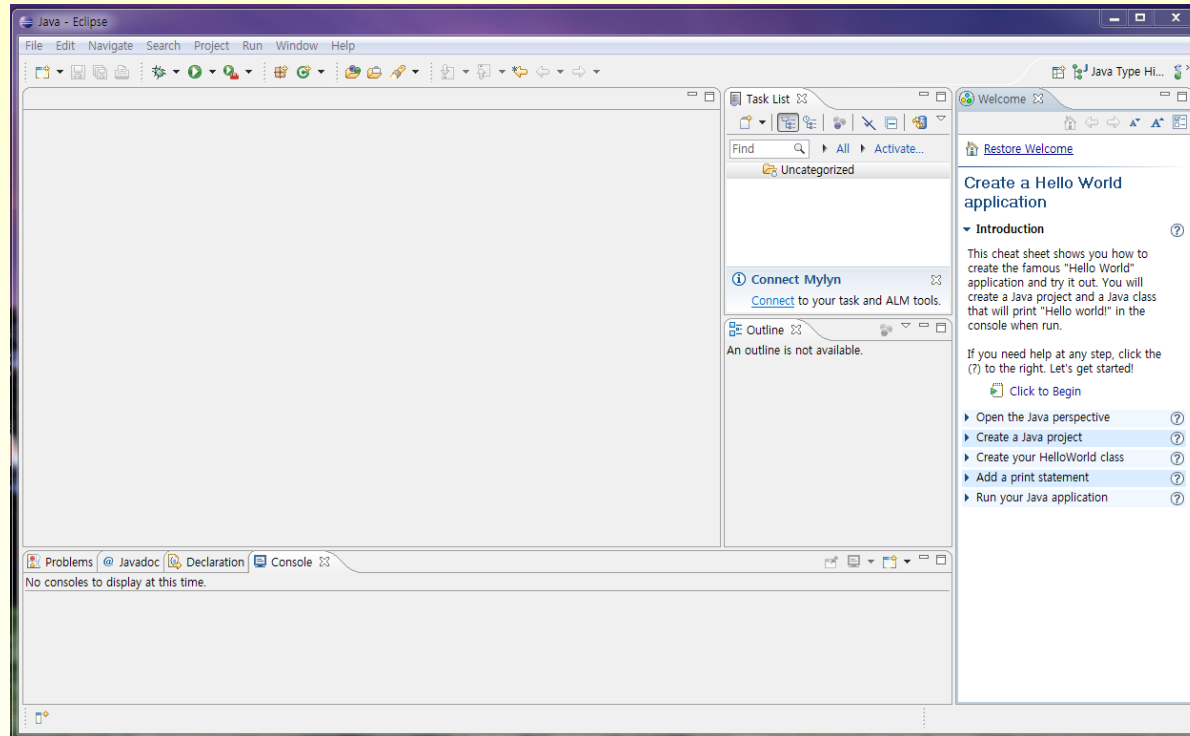 Java - Eclipse
File Edit Navigate Search Project Run Window Help
Java Type Hi...
Task List
Find All Activate...
Uncategorized
Connect Mylyn
Connect to your task and ALM tools.
Outline
An outline is not available.
Welcome
Restore Welcome
Create a Hello World
application
Introduction
This cheat sheet shows you how to
create the famous "Hello World"
application and try it out. You will
create a Java project and a Java class
that will print "Hello world!" in the
console when run.
If you need help at any step, click the
(?) to the right. Let's get started!
Click to Begin
Open the Java perspective
Create a Java project
Create your HelloWorld class
Add a print statement
Run your Java application
Problems @ Javadoc Declaration Console
No consoles to display at this time.